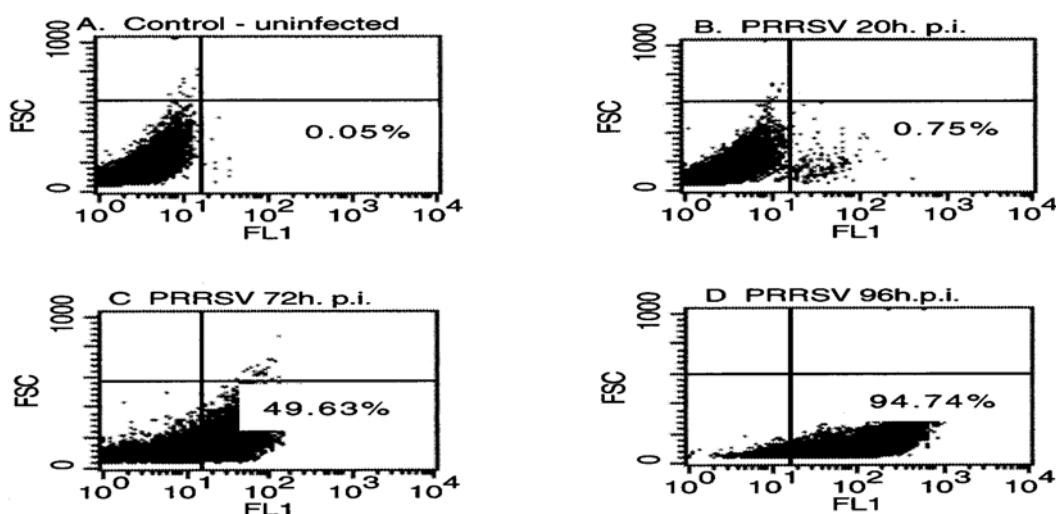 A. Control - uninfected
1000
FSC
0
0.05%
10^0 10^1 10^2 10^3 10^4
FL1
B. PRRSV 20h. p.i.
1000
FSC
0
0.75%
10^0 10^1 10^2 10^3 10^4
FL1
C PRRSV 72h. p.i.
1000
FSC
0
49.63%
10^0 10^1 10^2 10^3 10^4
FL1
D PRRSV 96h.p.i.
1000
FSC
0
94.74%
10^0 10^1 10^2 10^3 10^4
FL1